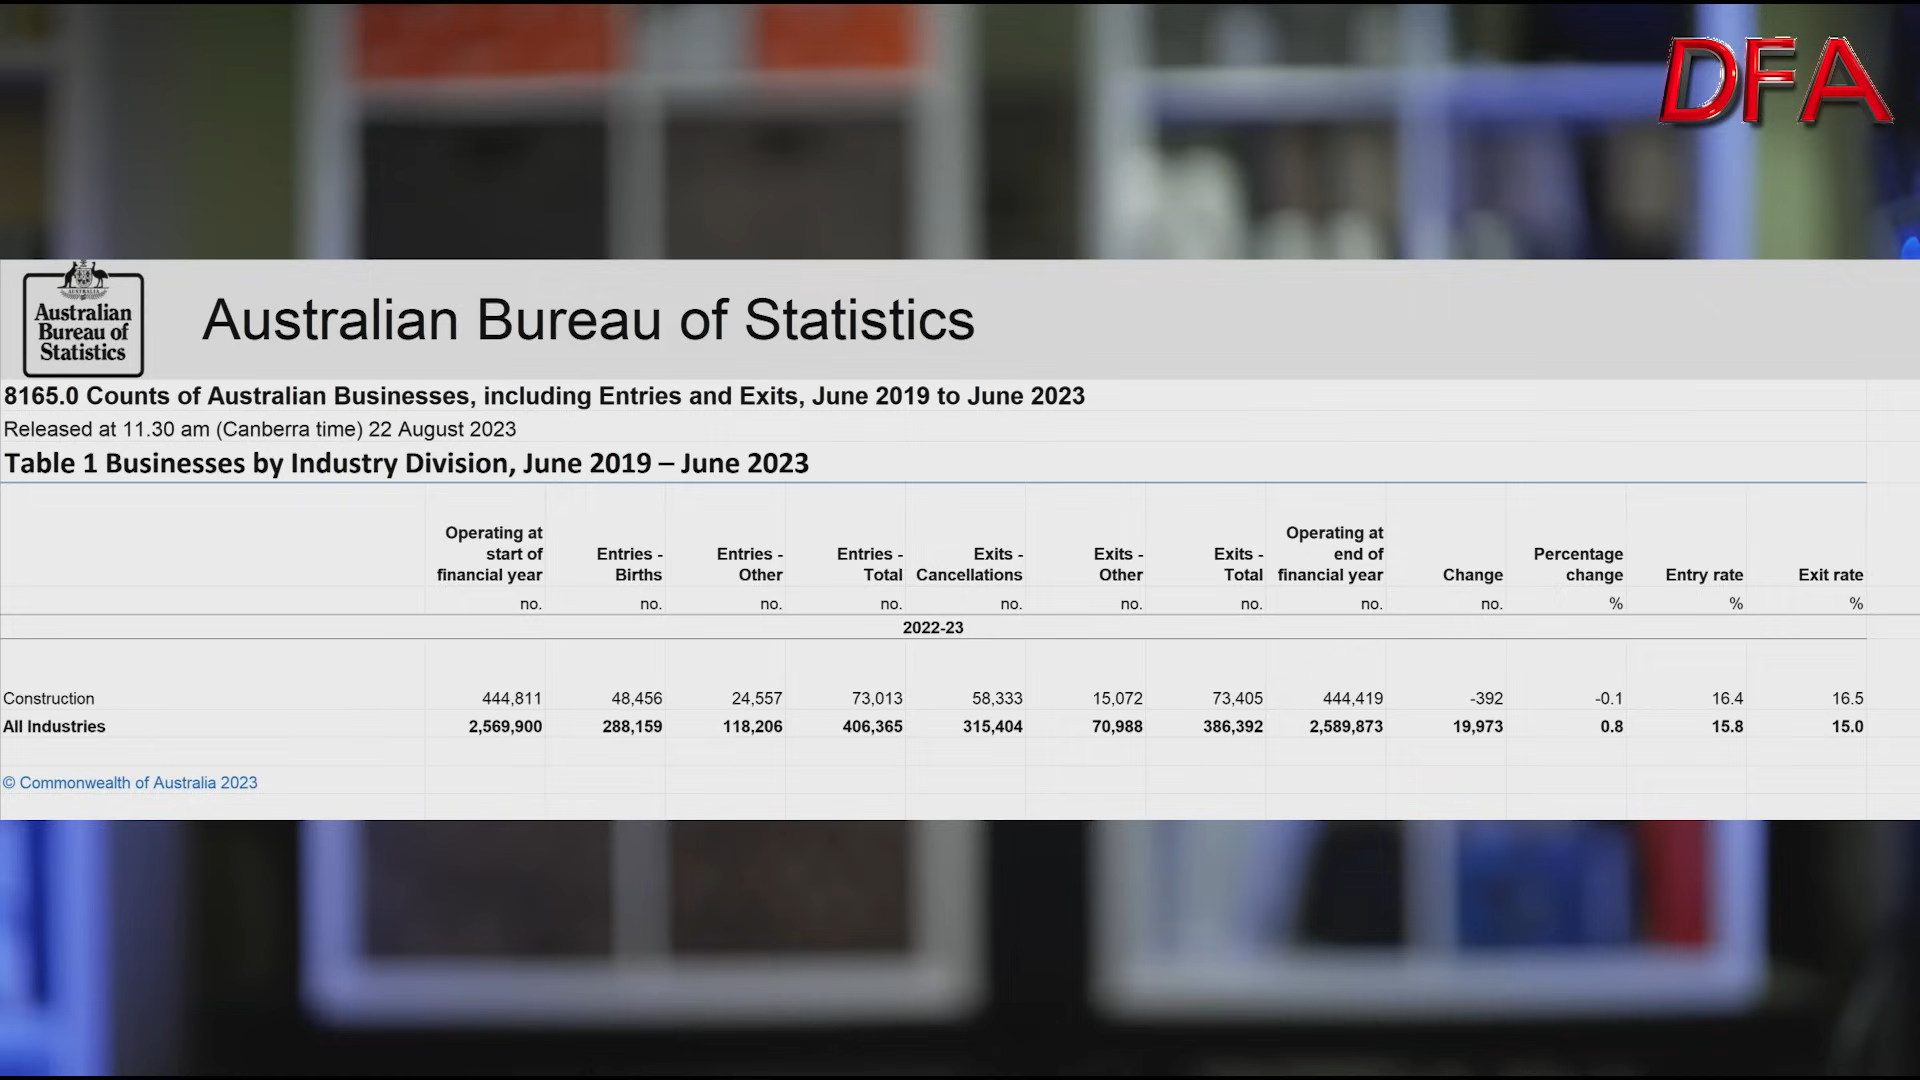 DFA
Australian
Bureau of
Statistics
Australian Bureau of Statistics
8165.0 Counts of Australian Businesses, including Entries and Exits, June 2019 to June 2023
Released at 11.30 am (Canberra time) 22 August 2023
Table 1 Businesses by Industry Division, June 2019 – June 2023
Operating at start of financial year Entries - Births Entries - Other Entries - Total Exits - Cancellations Exits - Other Exits - Total Operating at end of financial year Change Percentage change Entry rate Exit rate
no. no. no. no. no. no. no. no. no. % % %
2022-23
Construction 444,811 48,456 24,557 73,013 58,333 15,072 73,405 444,419 -392 -0.1 16.4 16.5
All Industries 2,569,900 288,159 118,206 406,365 315,404 70,988 386,392 2,589,873 19,973 0.8 15.8 15.0
© Commonwealth of Australia 2023